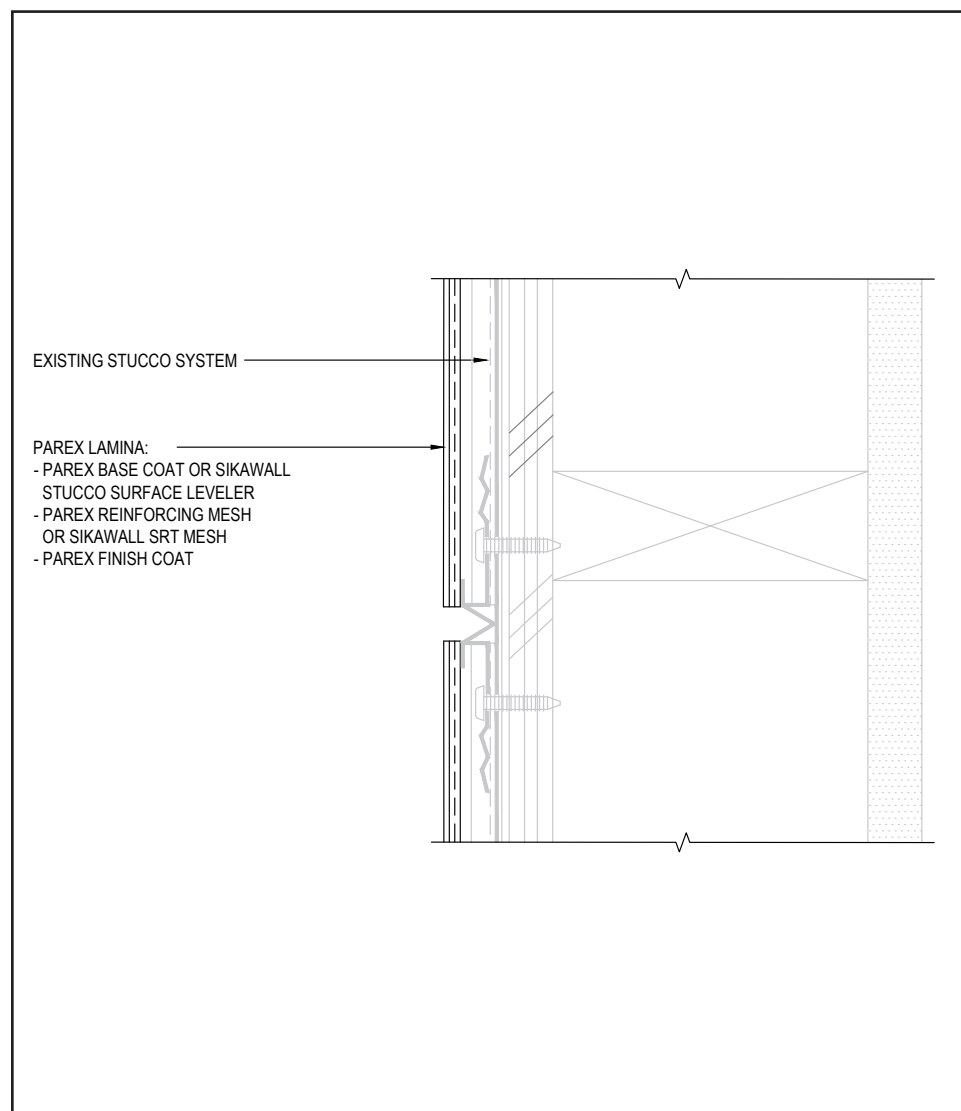 EXISTING STUCCO SYSTEM
PAREX LAMINA:
- PAREX BASE COAT OR SIKAWALL
STUCCO SURFACE LEVELER
- PAREX REINFORCING MESH
OR SIKAWALL SRT MESH
- PAREX FINISH COAT